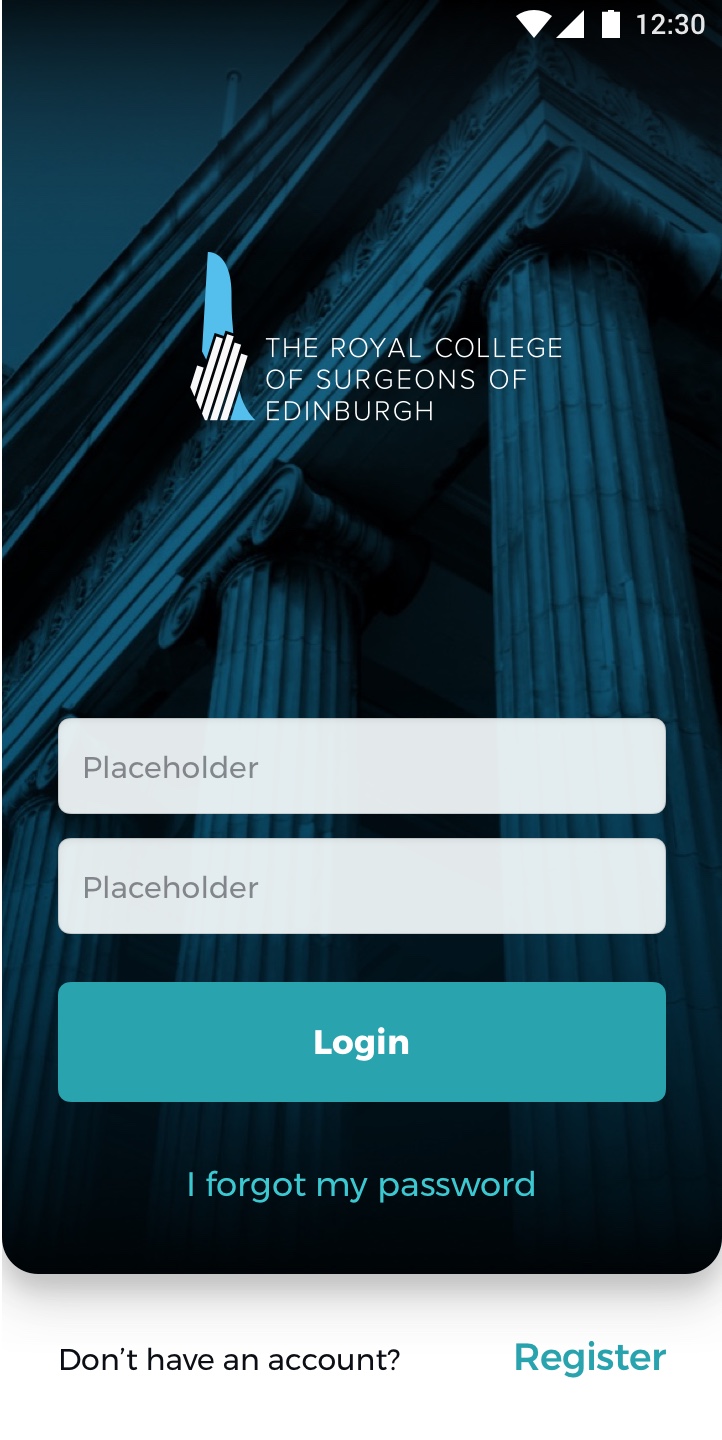 12:30
THE ROYAL COLLEGE
OF SURGEONS OF
EDINBURGH
Placeholder
Placeholder
Login
I forgot my password
Don’t have an account? Register